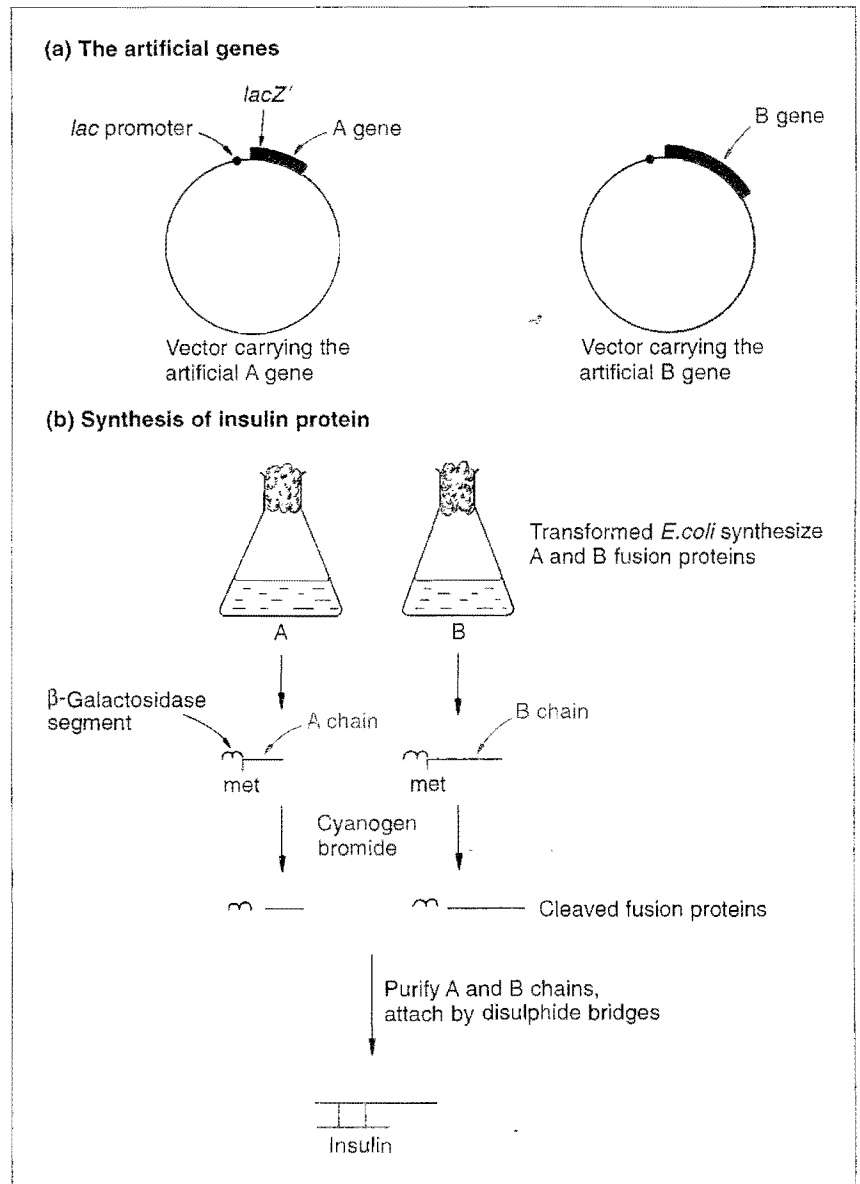 (a) The artificial genes
lacZ'
lac promoter
A gene
B gene
Vector carrying the
artificial A gene
Vector carrying the
artificial B gene
(b) Synthesis of insulin protein
Transformed E.coli synthesize
A and B fusion proteins
A
B
β-Galactosidase
segment
A chain
B chain
met
met
Cyanogen
bromide
Cleaved fusion proteins
Purify A and B chains,
attach by disulphide bridges
Insulin